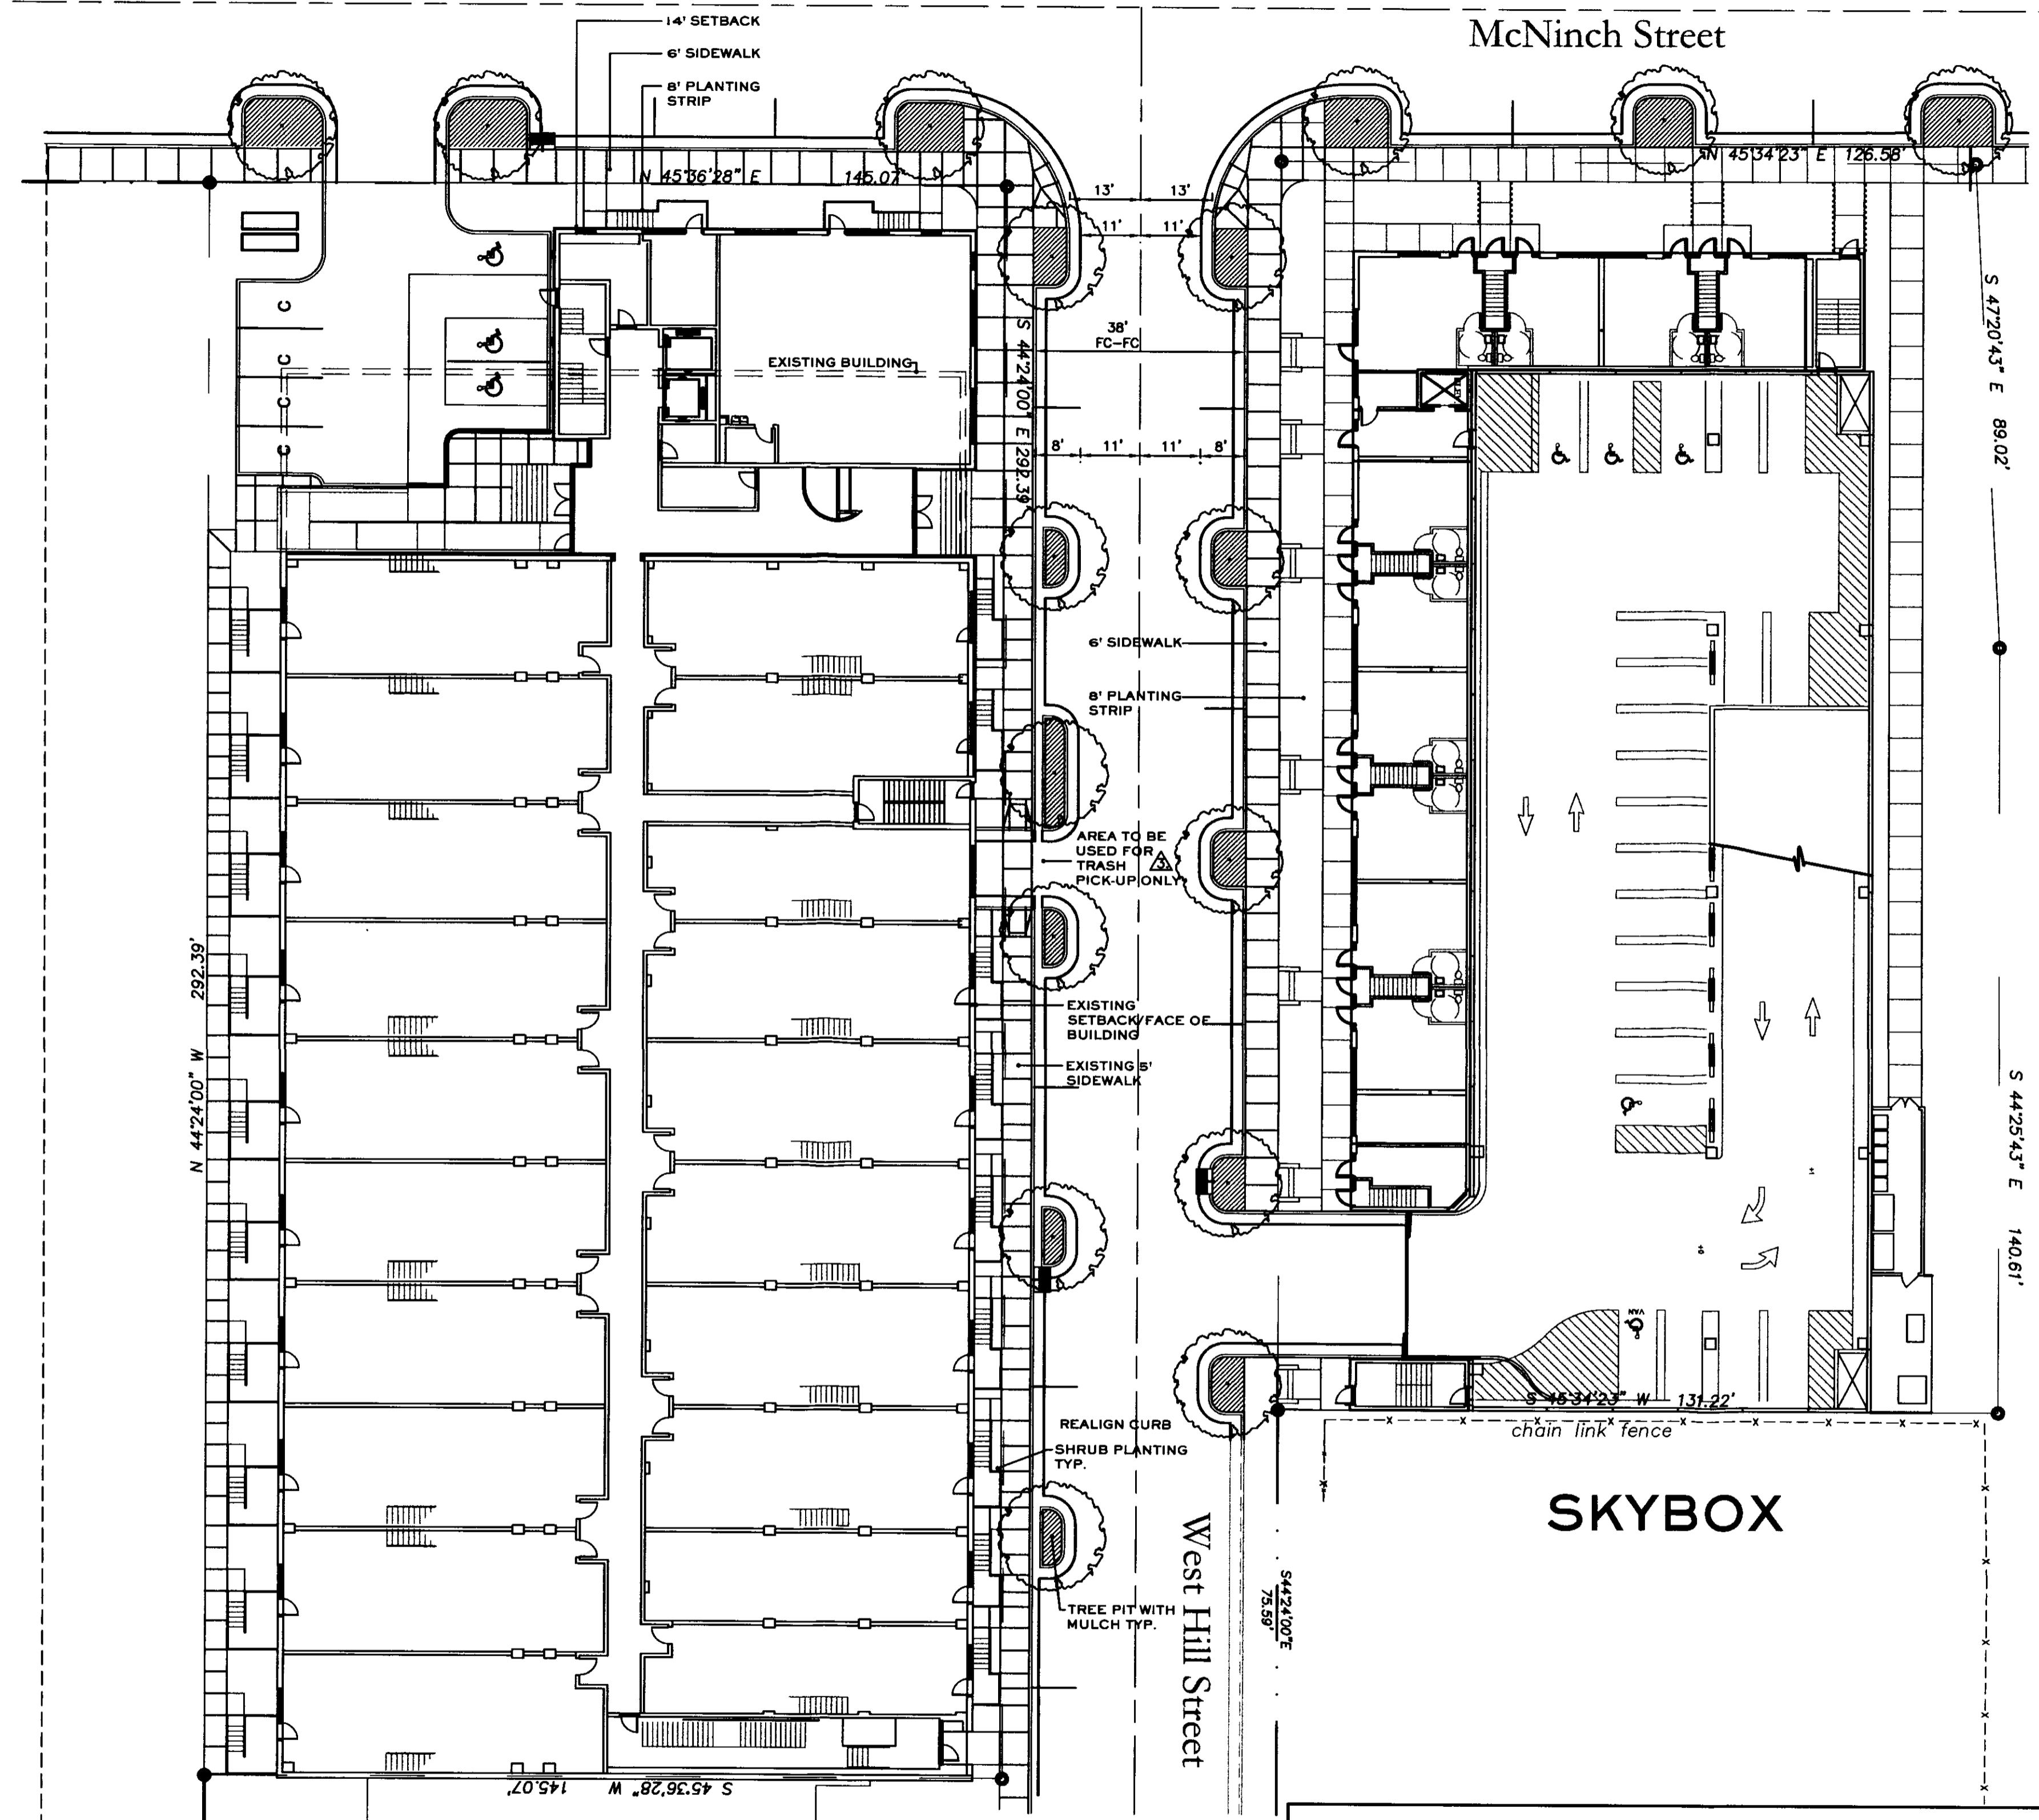 14' SETBACK
6' SIDEWALK
8' PLANTING
STRIP
McNinch Street
N 45°36'28" E 145.07'
N 45°34'23" E 126.58'
13' 13'
11' 11'
S 47°20'43" E 89.02'
C
C
C
C
EXISTING BUILDING
38'
FC-FC
S 44°24'00" E 292.39'
8' 11' 11' 8'
6' SIDEWALK
8' PLANTING
STRIP
AREA TO BE
USED FOR
TRASH 3
PICK-UP ONLY
N 44°24'00" W 292.39'
EXISTING
SETBACK/FACE OF
BUILDING
EXISTING 5'
SIDEWALK
S 44°25'43" E 140.61'
VAN
S 45°34'23" W 131.22'
chain link fence
REALIGN CURB
SHRUB PLANTING
TYP.
SKYBOX
West Hill Street
S44°24'00"E
75.59'
TREE PIT WITH
MULCH TYP.
S 45°36'28" W 145.07'